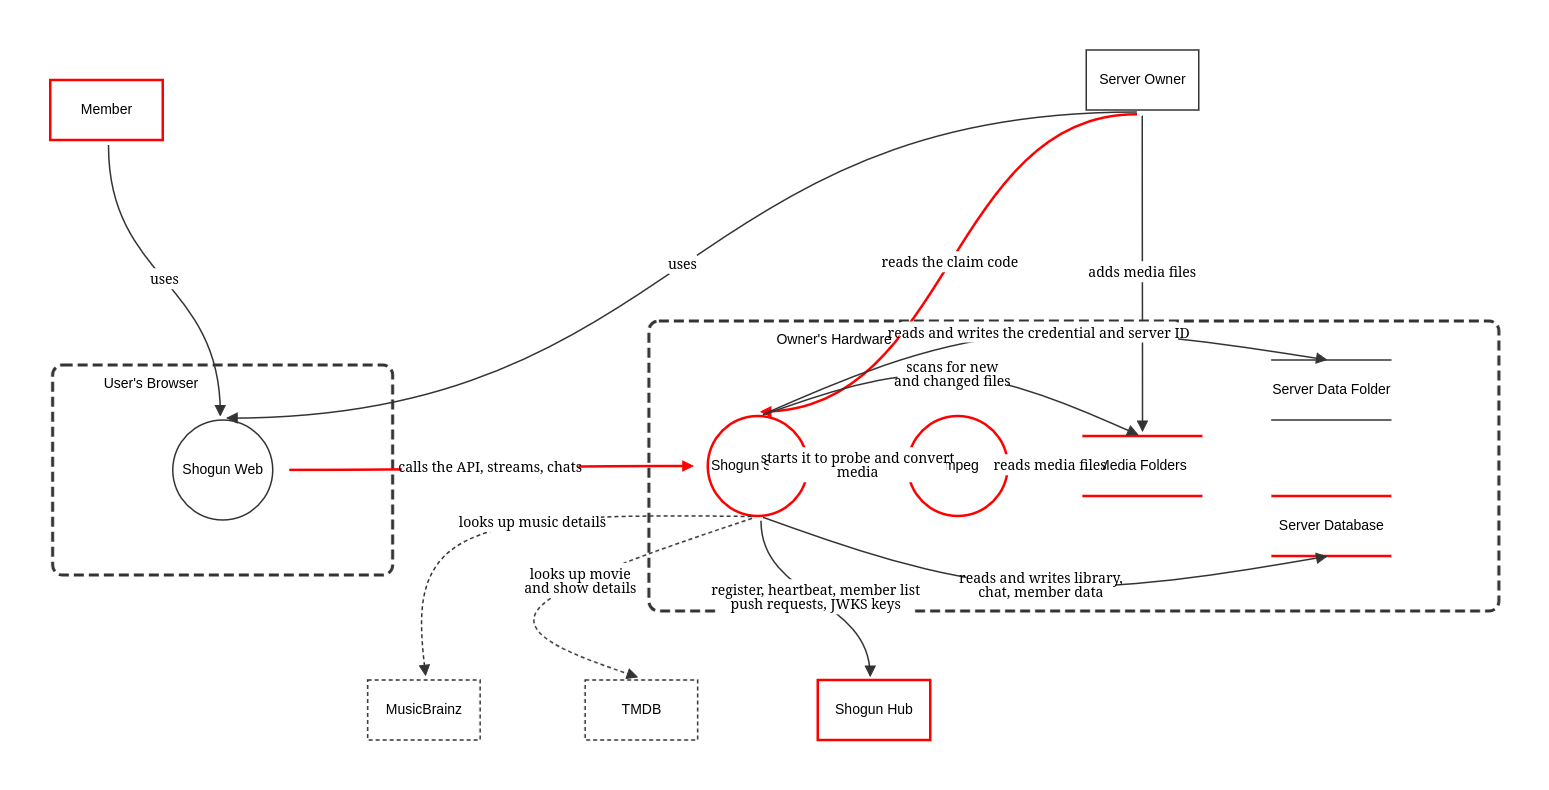 Server Owner
Member
reads the claim code
uses
adds media files
uses
reads and writes the credential and server ID
Owner's Hardware
scans for new
and changed files
User's Browser
Server Data Folder
starts it to probe and convert
media
Shogun
reads media files
Media Folders
calls the API, streams, chats
Shogun Web
looks up music details
Server Database
looks up movie
and show details
reads and writes library,
chat, member data
register, heartbeat, member list
push requests, JWKS keys
MusicBrainz
TMDB
Shogun Hub